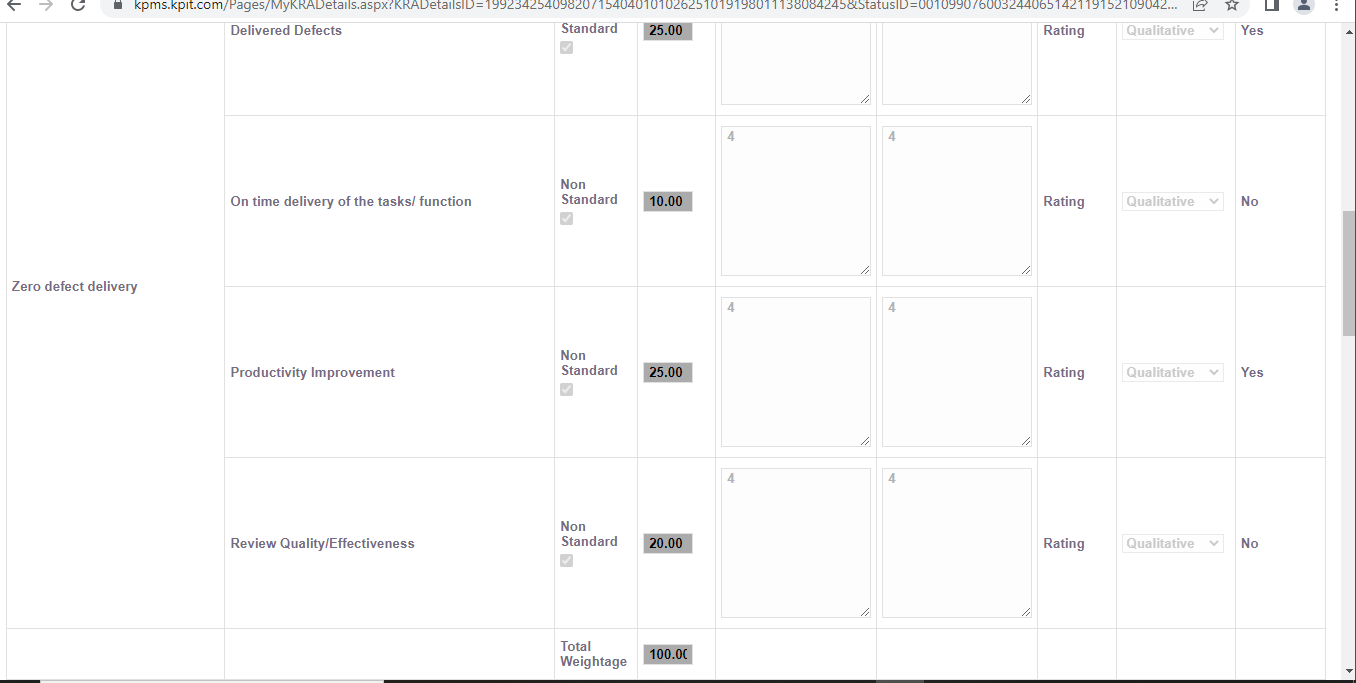 kpms.kpit.com/Pages/MyKRADetails.aspx?KRADetailsID=199234254098207154040101026251019198011138084245&StatusID=001099076003244065142119152109042...
Delivered Defects
Standard
25.00
Rating
Qualitative
Yes
4
4
On time delivery of the tasks/ function
Non
Standard
10.00
Rating
Qualitative
No
Zero defect delivery
4
4
Productivity Improvement
Non
Standard
25.00
Rating
Qualitative
Yes
4
4
Review Quality/Effectiveness
Non
Standard
20.00
Rating
Qualitative
No
Total
Weightage
100.00